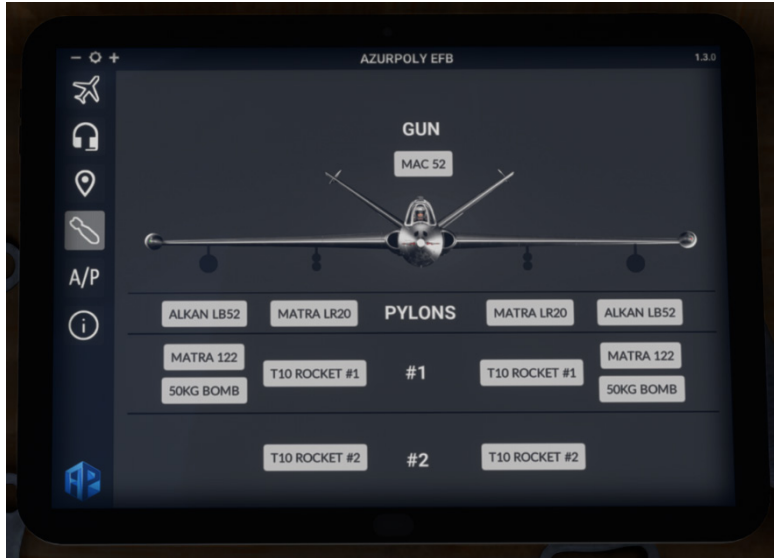 AZURPOLY EFB 1.3.0
GUN
MAC 52
A/P
ALKAN LB52 MATRA LR20 PYLONS MATRA LR20 ALKAN LB52
MATRA 122 MATRA 122
T10 ROCKET #1 #1 T10 ROCKET #1
50KG BOMB 50KG BOMB
T10 ROCKET #2 #2 T10 ROCKET #2
AP